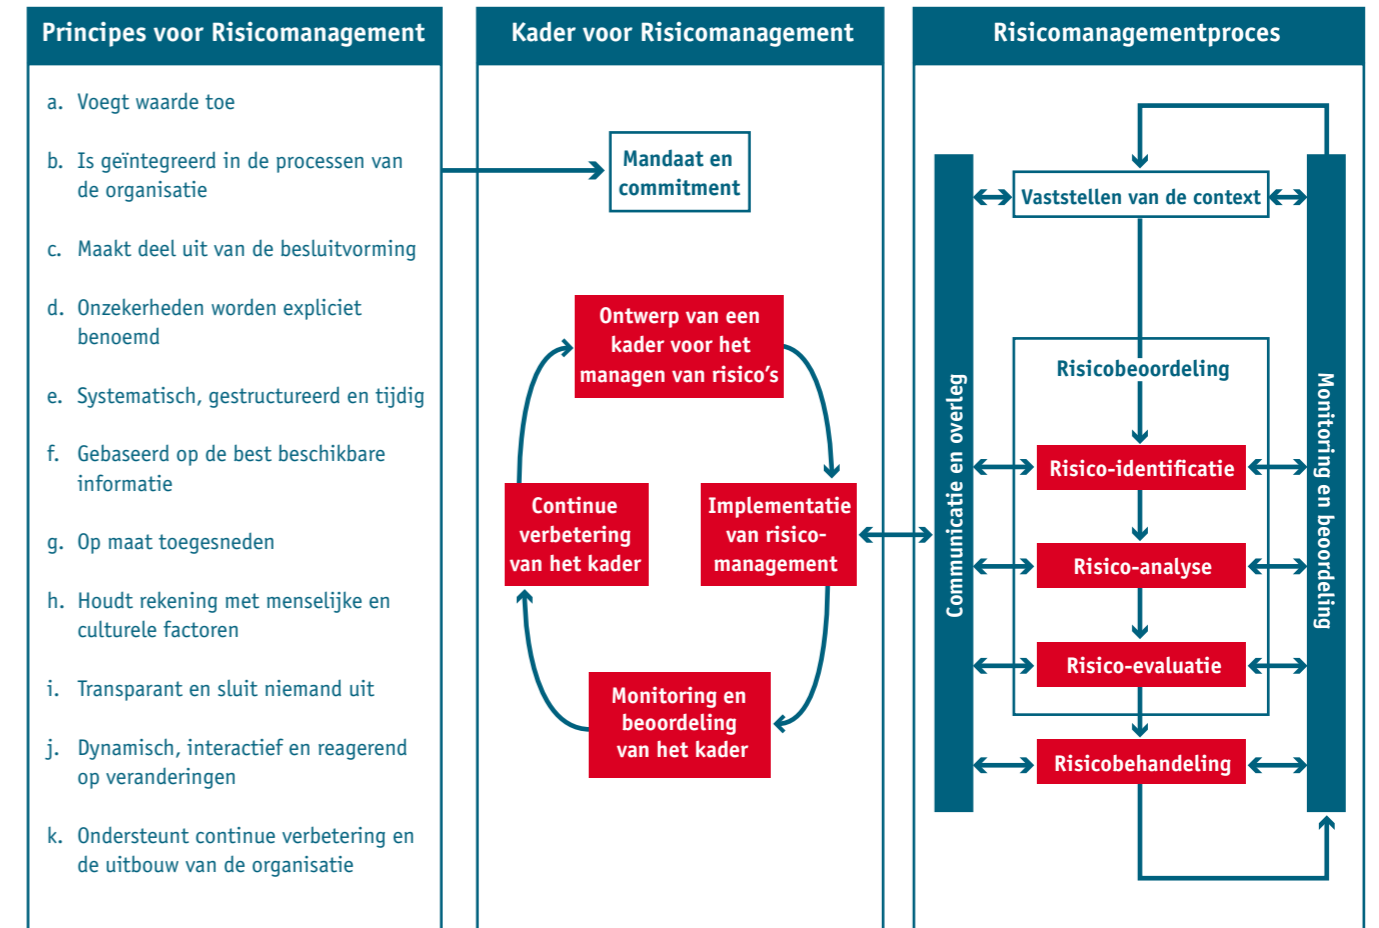 Principes voor Risicomanagement
a. Voegt waarde toe
b. Is geïntegreerd in de processen van
de organisatie
c. Maakt deel uit van de besluitvorming
d. Onzekerheden worden expliciet
benoemd
e. Systematisch, gestructureerd en tijdig
f. Gebaseerd op de best beschikbare
informatie
g. Op maat toegesneden
h. Houdt rekening met menselijke en
culturele factoren
i. Transparant en sluit niemand uit
j. Dynamisch, interactief en reagerend
op veranderingen
k. Ondersteunt continue verbetering en
de uitbouw van de organisatie
Kader voor Risicomanagement
Mandaat en
commitment
Ontwerp van een
kader voor het
managen van risico's
Continue
verbetering
van het kader
Implementatie
van risico-
management
Monitoring en
beoordeling
van het kader
Risicomanagementproces
Communicatie en overleg
Vaststellen van de context
Risicobeoordeling
Risico-identificatie
Risico-analyse
Risico-evaluatie
Risicobehandeling
Monitoring en beoordeling